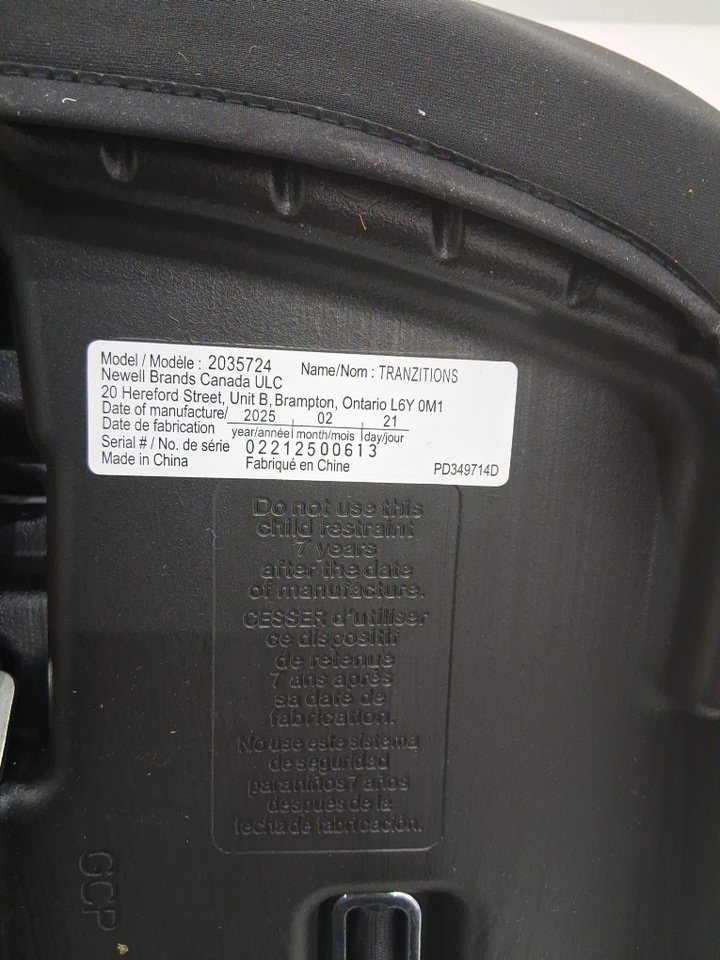 Model / Modèle : 2035724 Name/Nom : TRANZITIONS
Newell Brands Canada ULC
20 Hereford Street, Unit B, Brampton, Ontario L6Y 0M1
Date of manufacture/ 2025 02 21
Date de fabrication year/année month/mois day/jour
Serial # / No. de série 02212500613
Made in China Fabriqué en Chine PD349714D
Do not use this
child restraint
7 years
after the date
of manufacture.
CESSER d'utiliser
ce dispositif
de retenue
7 ans après
sa date de
fabrication.
No use este sistema
de seguridad
para niños 7 años
después de la
fecha de fabricación.
GCP